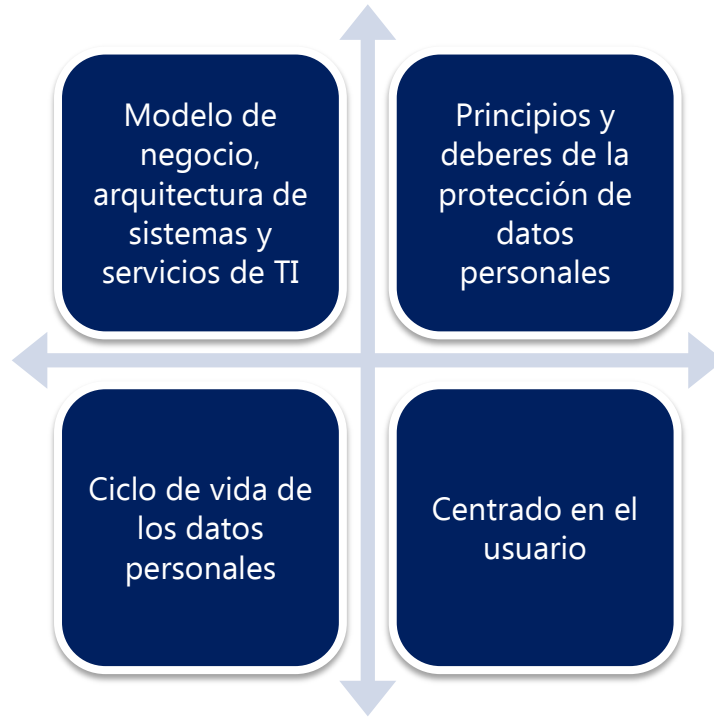 Modelo de
negocio,
arquitectura de
sistemas y
servicios de TI
Principios y
deberes de la
protección de
datos
personales
Ciclo de vida de
los datos
personales
Centrado en el
usuario